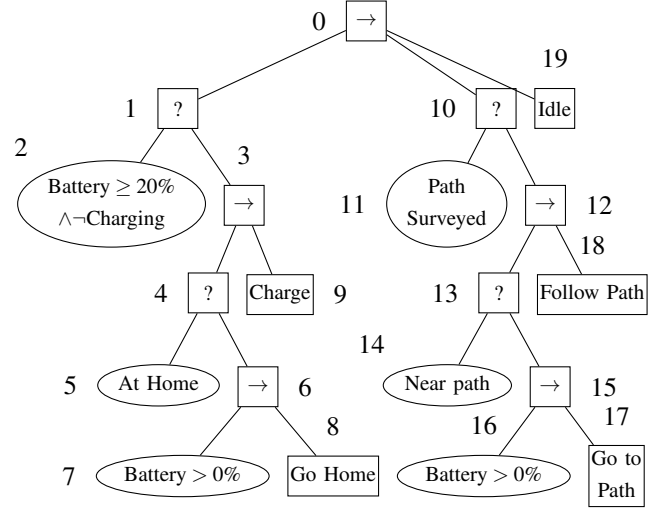 0
→
19
1
?
10
?
Idle
2
3
Battery ≥ 20%
∧¬Charging
→
11
Path
Surveyed
→
12
18
4
?
Charge
9
13
?
Follow Path
14
5
At Home
→
6
Near path
→
15
8
16
17
7
Battery > 0%
Go Home
Battery > 0%
Go to
Path